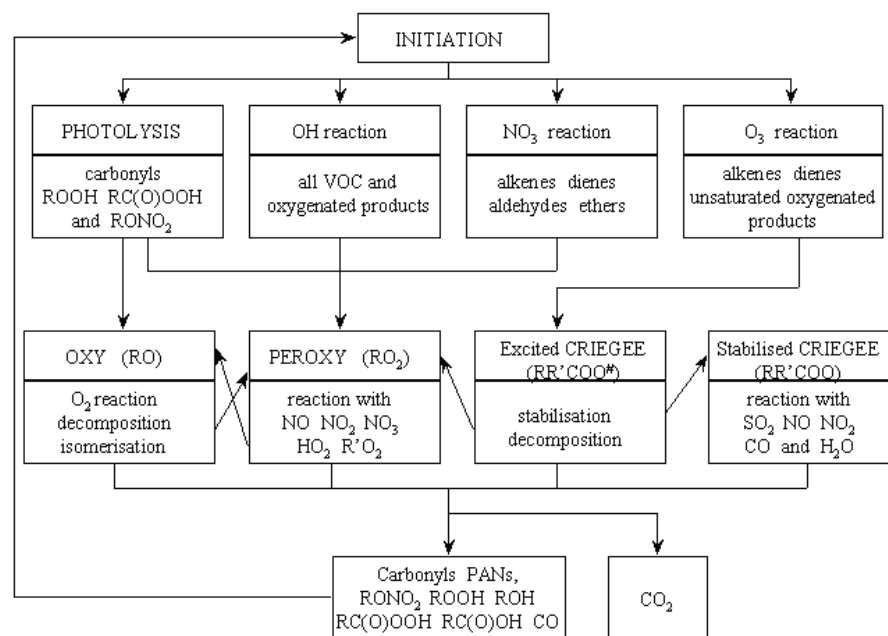 INITIATION
PHOTOLYSIS
carbonyls
ROOH RC(O)OOH
and RONO₂
OH reaction
all VOC and
oxygenated products
NO₃ reaction
alkenes dienes
aldehydes ethers
O₃ reaction
alkenes dienes
unsaturated oxygenated
products
OXY (RO)
O₂ reaction
decomposition
isomerisation
PEROXY (RO₂)
reaction with
NO NO₂ NO₃
HO₂ R'O₂
Excited CRIEGEE
(RR'COO#)
stabilisation
decomposition
Stabilised CRIEGEE
(RR'COO)
reaction with
SO₂ NO NO₂
CO and H₂O
Carbonyls PANs,
RONO₂ ROOH ROH
RC(O)OOH RC(O)OH CO
CO₂